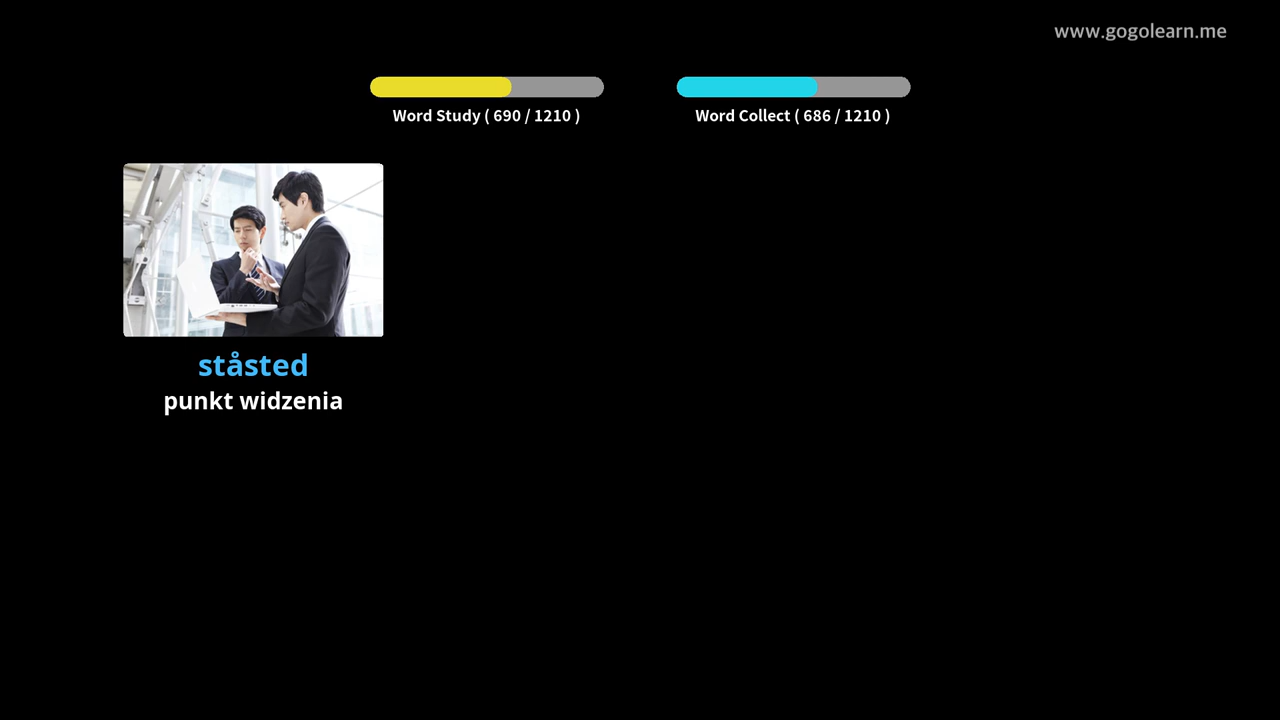 www.gogolearn.me
Word Study ( 690 / 1210 )
Word Collect ( 686 / 1210 )
ståsted
punkt widzenia